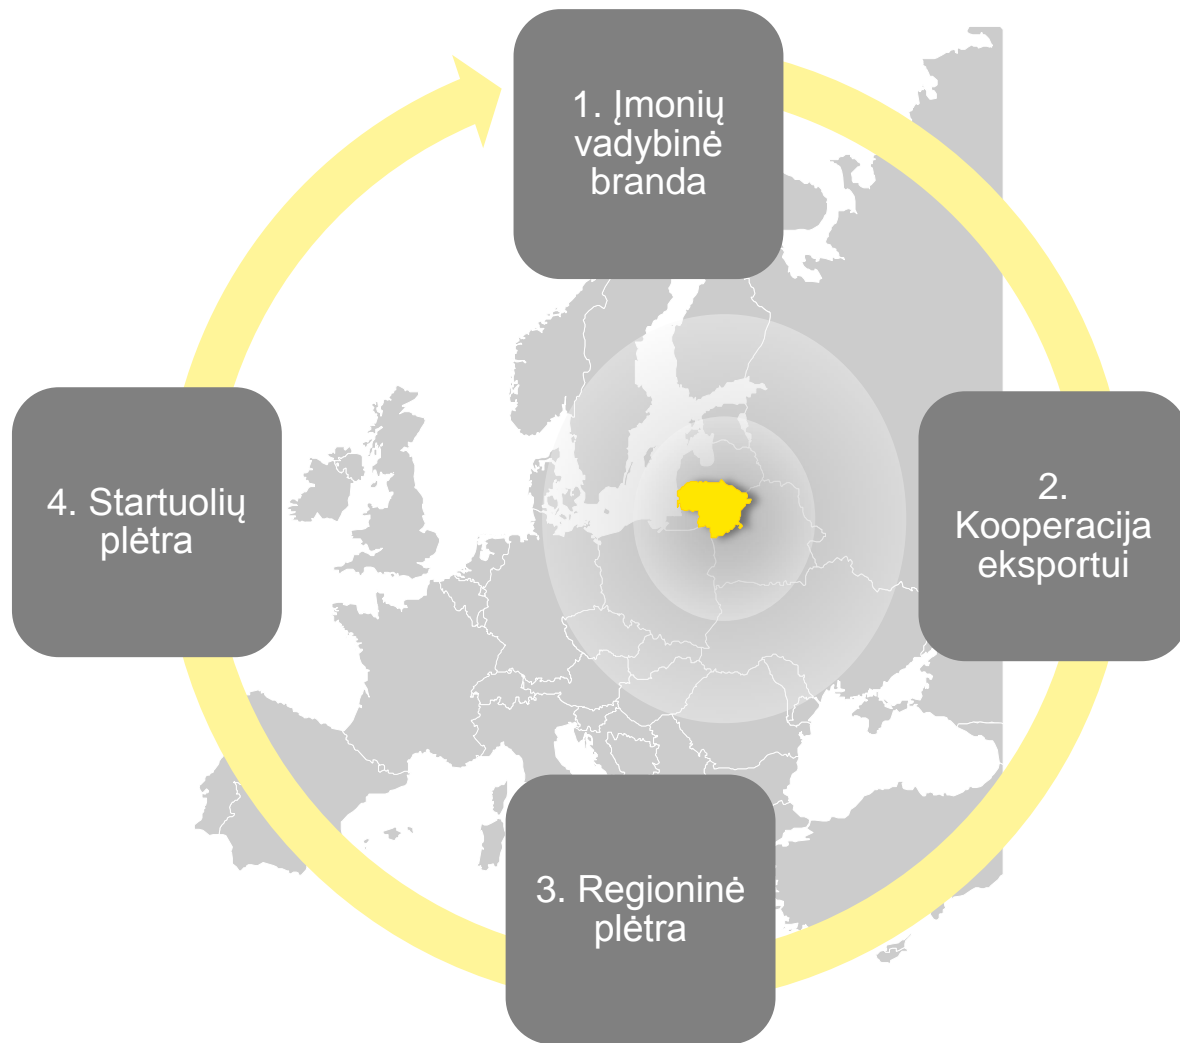 1. Įmonių
vadybinė
branda
2.
Kooperacija
eksportui
3. Regioninė
plėtra
4. Startuolių
plėtra